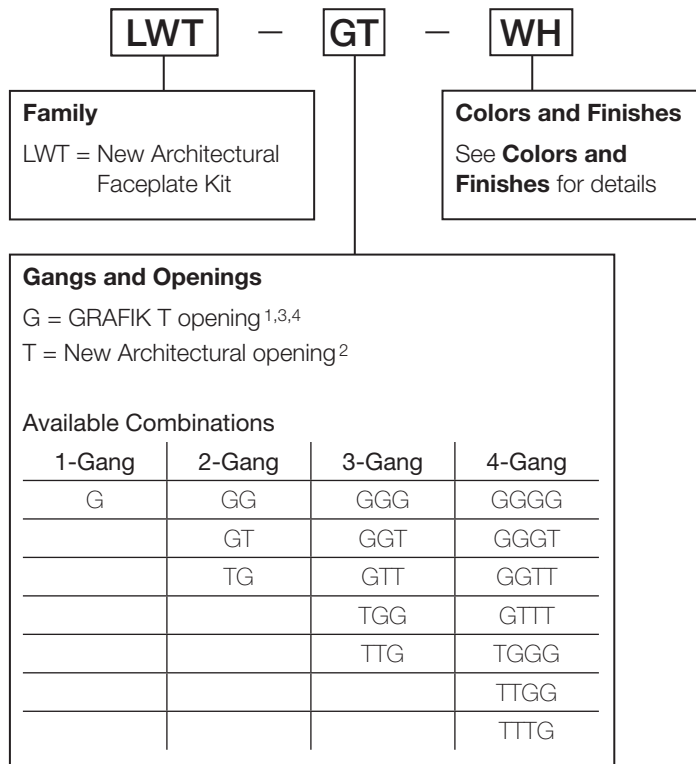 LWT – GT – WH
Family
LWT = New Architectural
Faceplate Kit
Colors and Finishes
See Colors and
Finishes for details
Gangs and Openings
G = GRAFIK T opening 1,3,4
T = New Architectural opening 2
Available Combinations
1-Gang 2-Gang 3-Gang 4-Gang
G GG GGG GGGG
GT GGT GGGT
TG GTT GGTT
TGG GTTT
TTG TGGG
TTGG
TTTG